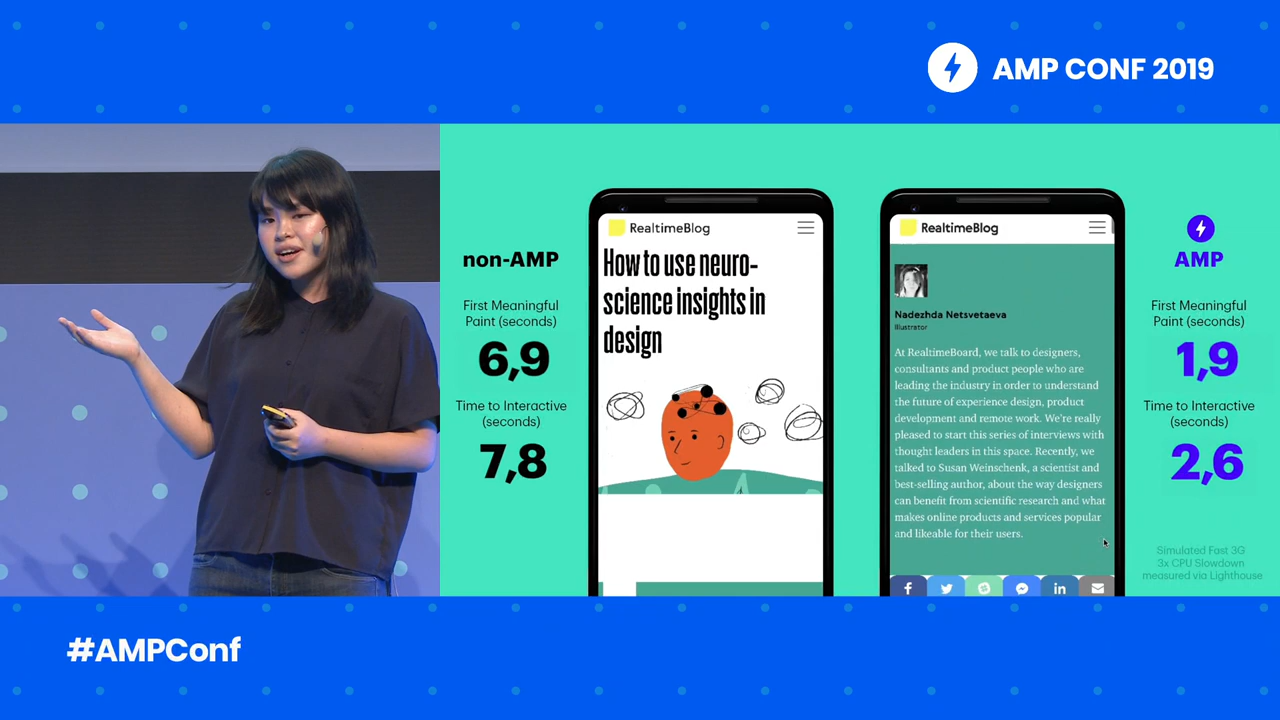 AMP CONF 2019
non-AMP
First Meaningful
Paint (seconds)
6,9
Time to Interactive
(seconds)
7,8
RealtimeBlog
How to use neuro-
science insights in
design
RealtimeBlog
Nadezhda Netsvetaeva
Illustrator
At RealtimeBoard, we talk to designers,
consultants and product people who are
leading the industry in order to understand
the future of experience design, product
development and remote work. We're really
pleased to start this series of interviews with
thought leaders in this space. Recently, we
talked to Susan Weinschenk, a scientist and
best-selling author, about the way designers
can benefit from scientific research and what
makes online products and services popular
and likeable for their users.
AMP
First Meaningful
Paint (seconds)
1,9
Time to Interactive
(seconds)
2,6
Simulated Fast 3G
3x CPU Slowdown
measured via Lighthouse
#AMPConf